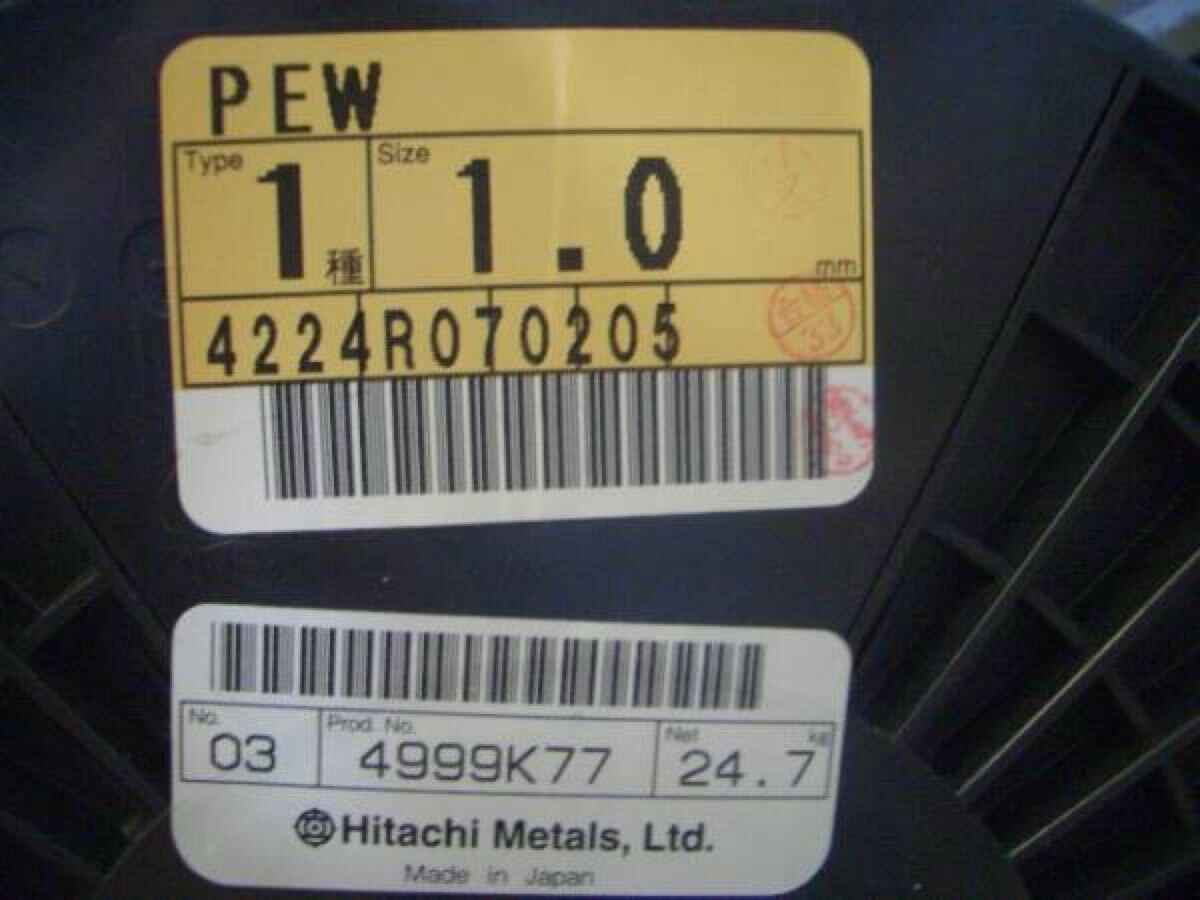 PEW
Type 1 種 Size 1.0 mm
4224R070205
No. 03 Prod. No. 4999K77 Net 24.7 kg
Hitachi Metals, Ltd.
Made in Japan